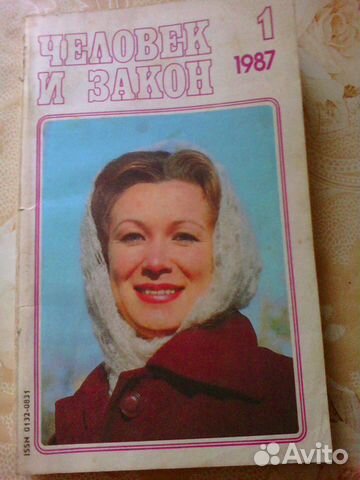 ЧЕЛОВЕК
И ЗАКОН
1
1987
ISSN 0132-0831
Avito